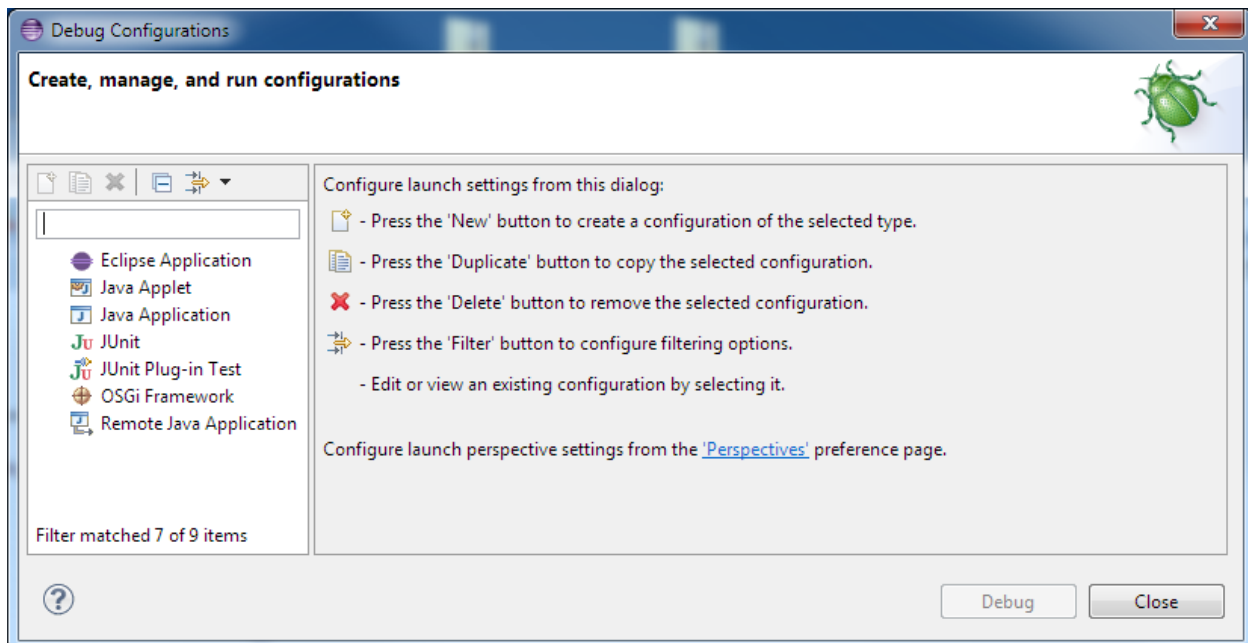 Debug Configurations
Create, manage, and run configurations
Configure launch settings from this dialog:
- Press the 'New' button to create a configuration of the selected type.
- Press the 'Duplicate' button to copy the selected configuration.
- Press the 'Delete' button to remove the selected configuration.
- Press the 'Filter' button to configure filtering options.
- Edit or view an existing configuration by selecting it.
Configure launch perspective settings from the 'Perspectives' preference page.
Eclipse Application
Java Applet
Java Application
Ju JUnit
Ju JUnit Plug-in Test
OSGi Framework
J Remote Java Application
Filter matched 7 of 9 items
?
Debug
Close